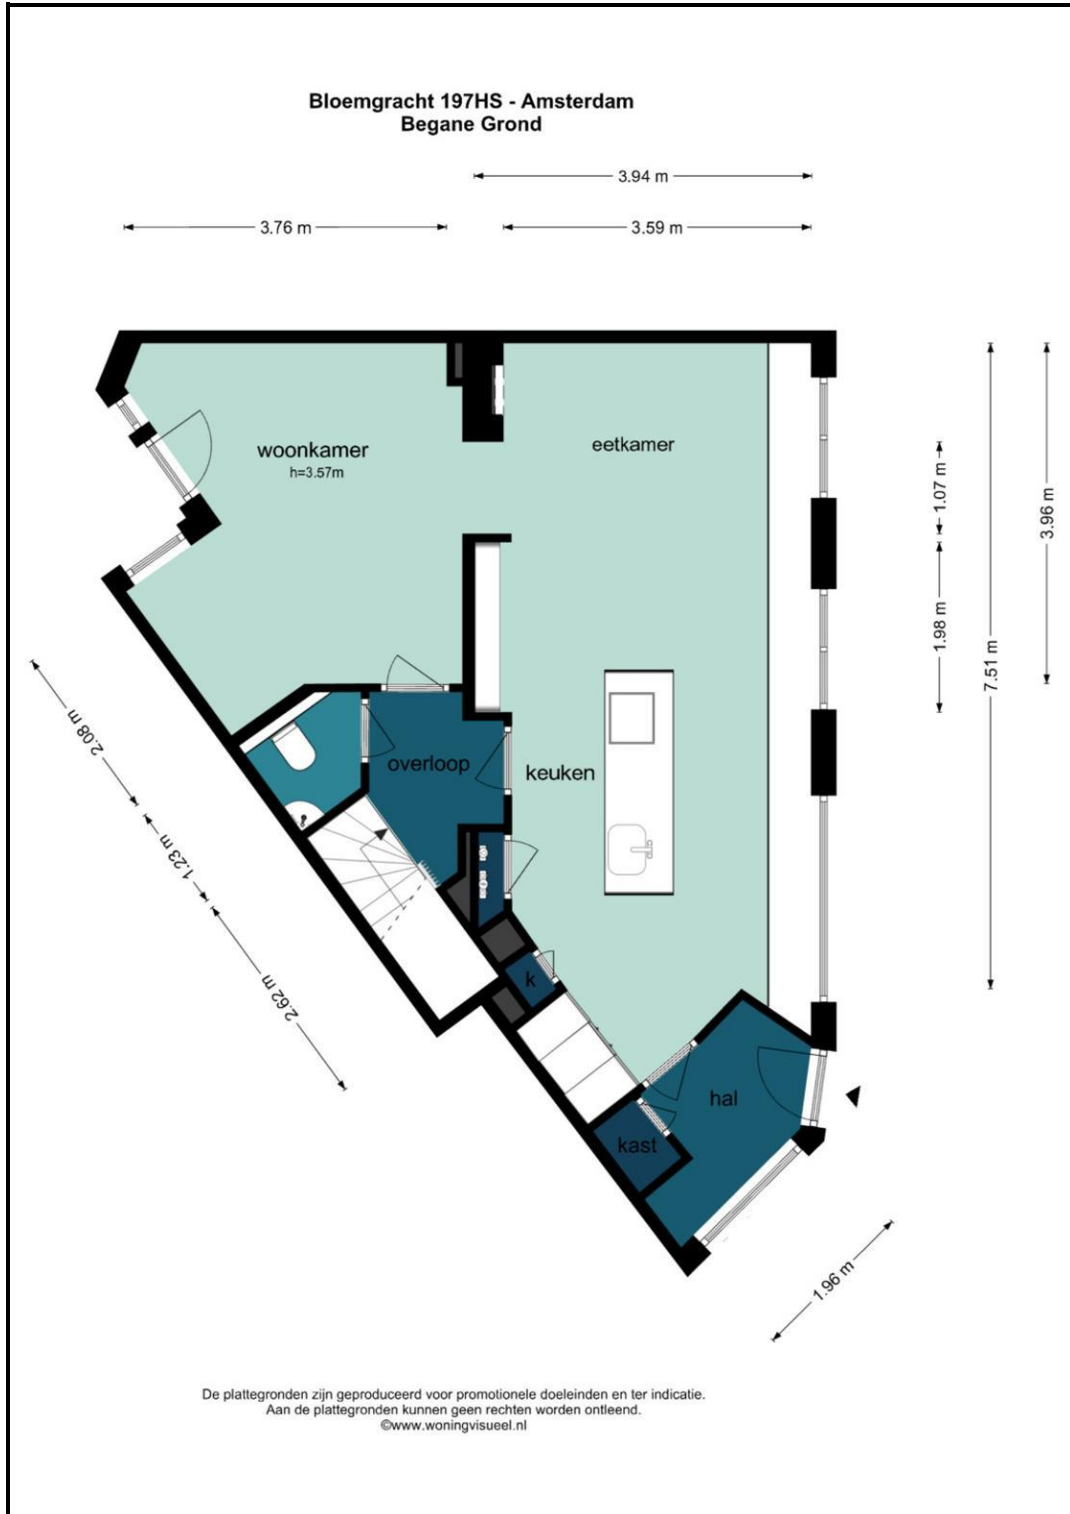 Bloemgracht 197HS - Amsterdam
Begane Grond
3.94 m
3.76 m
3.59 m
woonkamer
h=3.57m
eetkamer
1.07 m
3.96 m
1.98 m
7.51 m
2.08 m
overloop
keuken
1.23 m
k
2.62 m
hal
kast
1.96 m
De plattegronden zijn geproduceerd voor promotionele doeleinden en ter indicatie.
Aan de plattegronden kunnen geen rechten worden ontleend.
©www.woningvisueel.nl